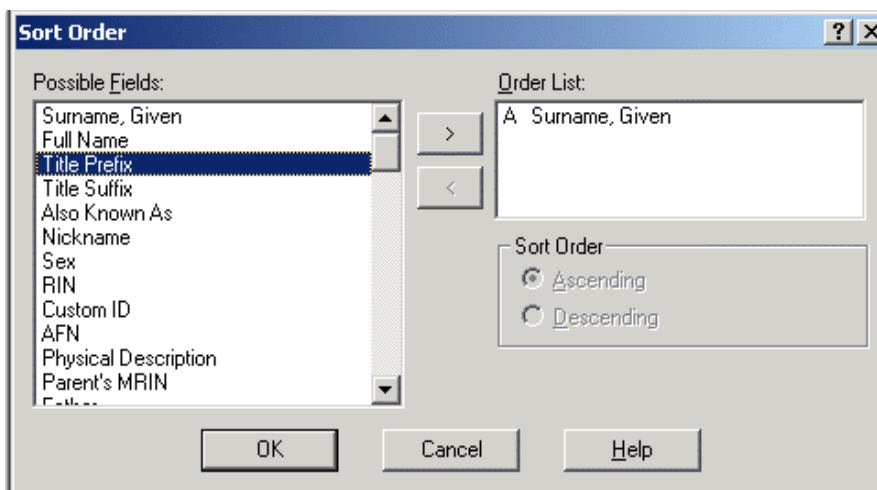 Sort Order
Possible Fields:
Surname, Given
Full Name
Title Prefix
Title Suffix
Also Known As
Nickname
Sex
RIN
Custom ID
AFN
Physical Description
Parent's MRIN
Father
>
<
Order List:
A Surname, Given
Sort Order
Ascending
Descending
OK
Cancel
Help